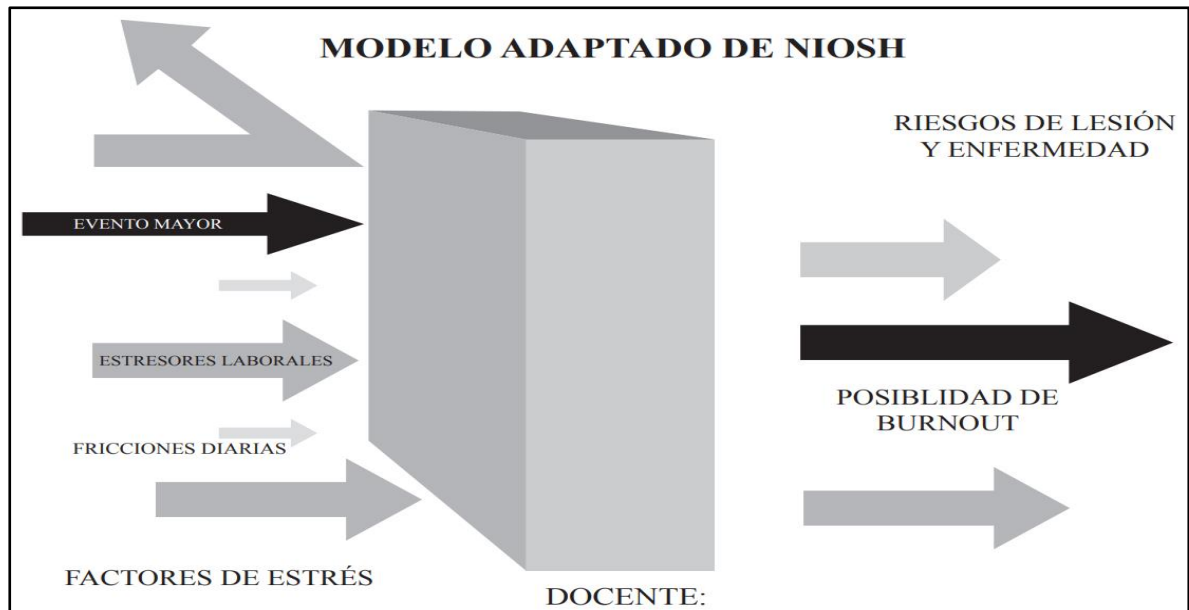 MODELO ADAPTADO DE NIOSH
RIESGOS DE LESIÓN
Y ENFERMEDAD
EVENTO MAYOR
ESTRESORES LABORALES
POSIBLIDAD DE
BURNOUT
FRICCIONES DIARIAS
FACTORES DE ESTRÉS
DOCENTE: